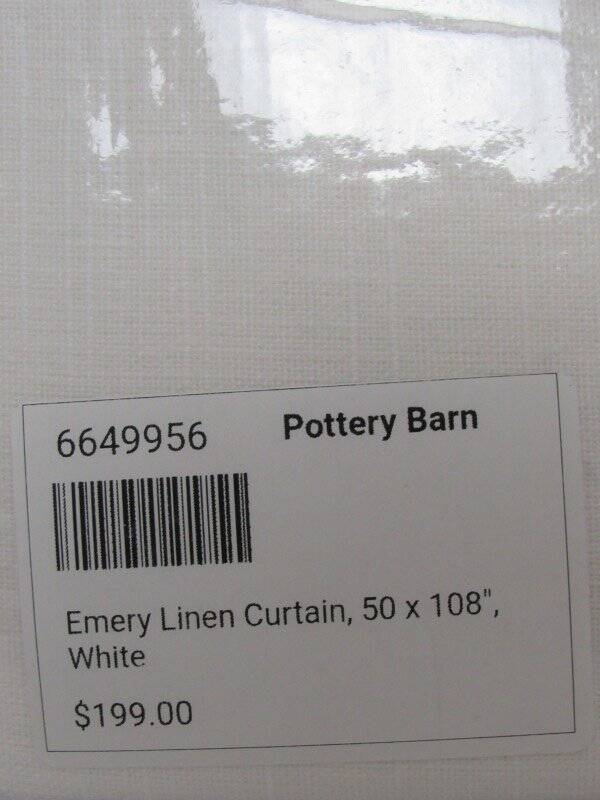 6649956 Pottery Barn
Emery Linen Curtain, 50 x 108",
White
$199.00